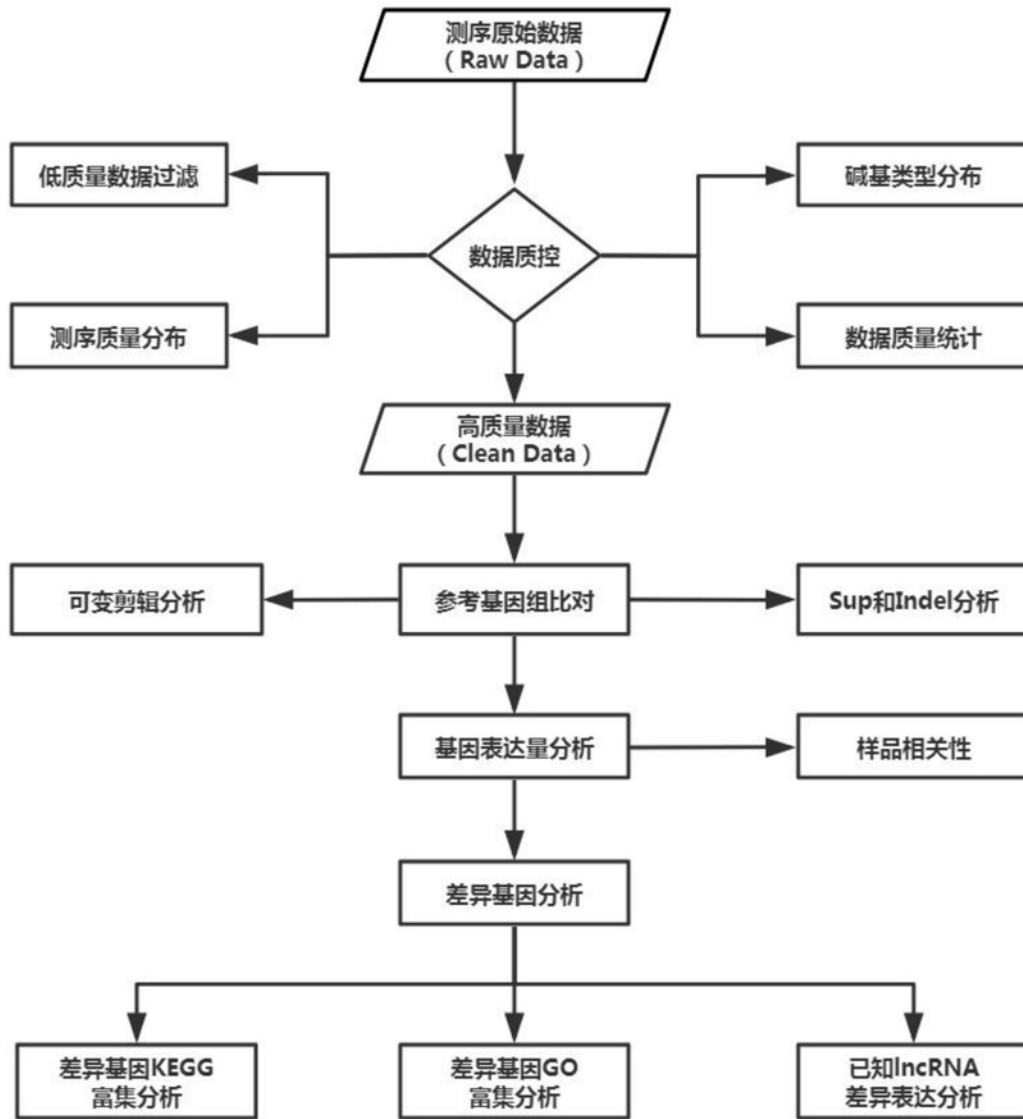 测序原始数据
（Raw Data）
低质量数据过滤
碱基类型分布
数据质控
测序质量分布
数据质量统计
高质量数据
（Clean Data）
可变剪辑分析
参考基因组比对
Sup和Indel分析
基因表达量分析
样品相关性
差异基因分析
差异基因KEGG
富集分析
差异基因GO
富集分析
已知lncRNA
差异表达分析